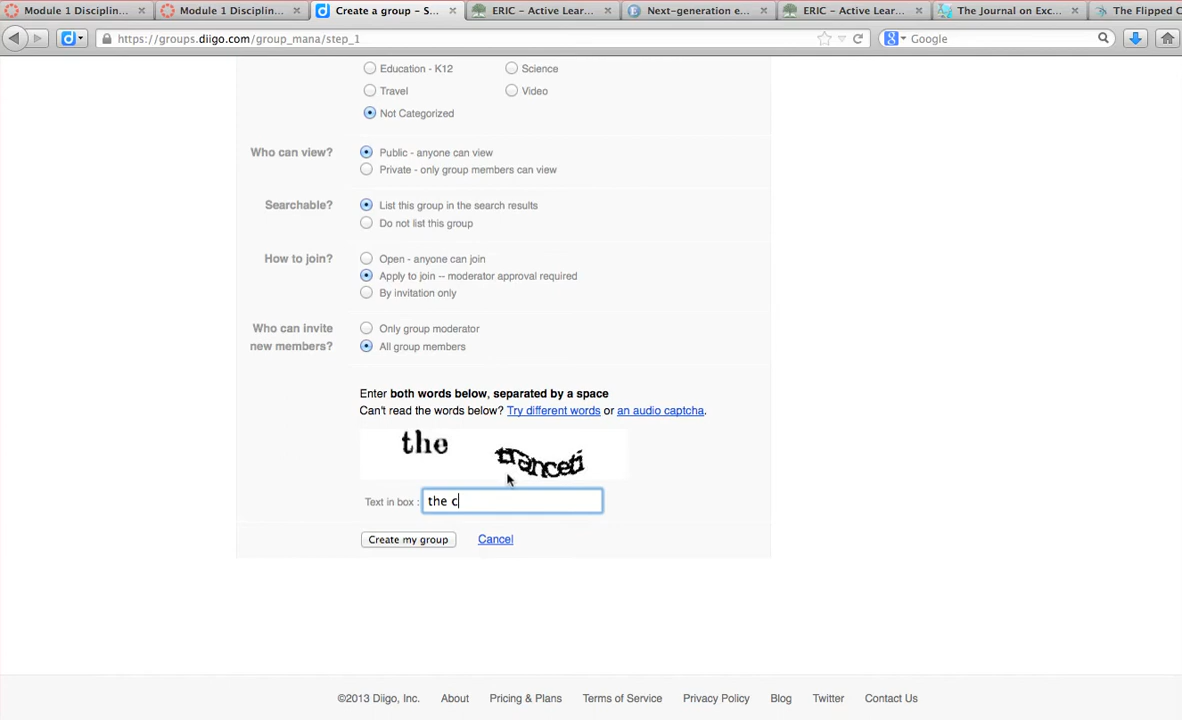 Module 1 Disciplin...
Module 1 Disciplin...
Create a group - S...
ERIC - Active Lear...
Next-generation e...
ERIC - Active Lear...
The Journal on Exc...
The Flipped C
https://groups.diigo.com/group_mana/step_1
Google
Education - K12
Science
Travel
Video
Not Categorized
Who can view?
Public - anyone can view
Private - only group members can view
Searchable?
List this group in the search results
Do not list this group
How to join?
Open - anyone can join
Apply to join -- moderator approval required
By invitation only
Who can invite
new members?
Only group moderator
All group members
Enter both words below, separated by a space
Can't read the words below? Try different words or an audio captcha.
the tranceti
Text in box :
the c
Create my group
Cancel
©2013 Diigo, Inc. About Pricing & Plans Terms of Service Privacy Policy Blog Twitter Contact Us